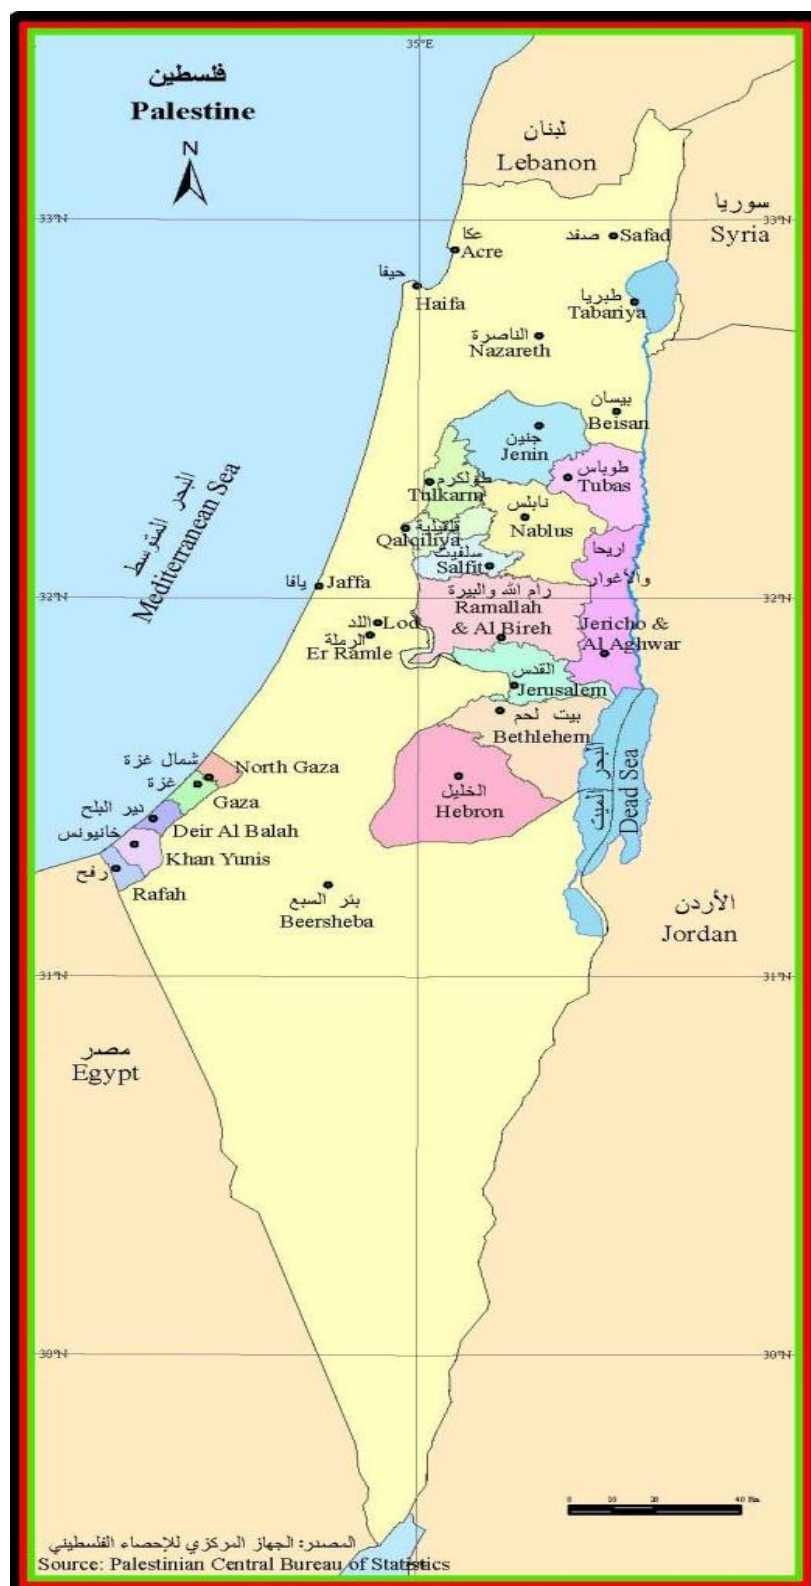 35°E
فلسطين
Palestine
N
لبنان
Lebanon
سوريا
Syria
33°N
33°N
عكا
Acre
صفد
Safad
حيفا
Haifa
طبريا
Tabariya
الناصرة
Nazareth
بيسان
Beisan
جنين
Jenin
طوباس
Tubas
طولكرم
Tulkarm
نابلس
Nablus
قلقيلية
Qalqiliya
سلفيت
Salfit
اريحا
والأغوار
Jericho &
Al Aghwar
البحر المتوسط
Mediterranean Sea
يافا
Jaffa
32°N
32°N
رام الله والبيرة
Ramallah
& Al Bireh
اللد
Lod
الرملة
Er Ramle
القدس
Jerusalem
بيت لحم
Bethlehem
البحر الميت
Dead Sea
شمال غزة
North Gaza
غزة
Gaza
دير البلح
Deir Al Balah
خانيونس
Khan Yunis
رفح
Rafah
الخليل
Hebron
بئر السبع
Beersheba
الأردن
Jordan
31°N
31°N
مصر
Egypt
30°N
30°N
0 10 20 40 Km
المصدر: الجهاز المركزي للإحصاء الفلسطيني
Source: Palestinian Central Bureau of Statistics